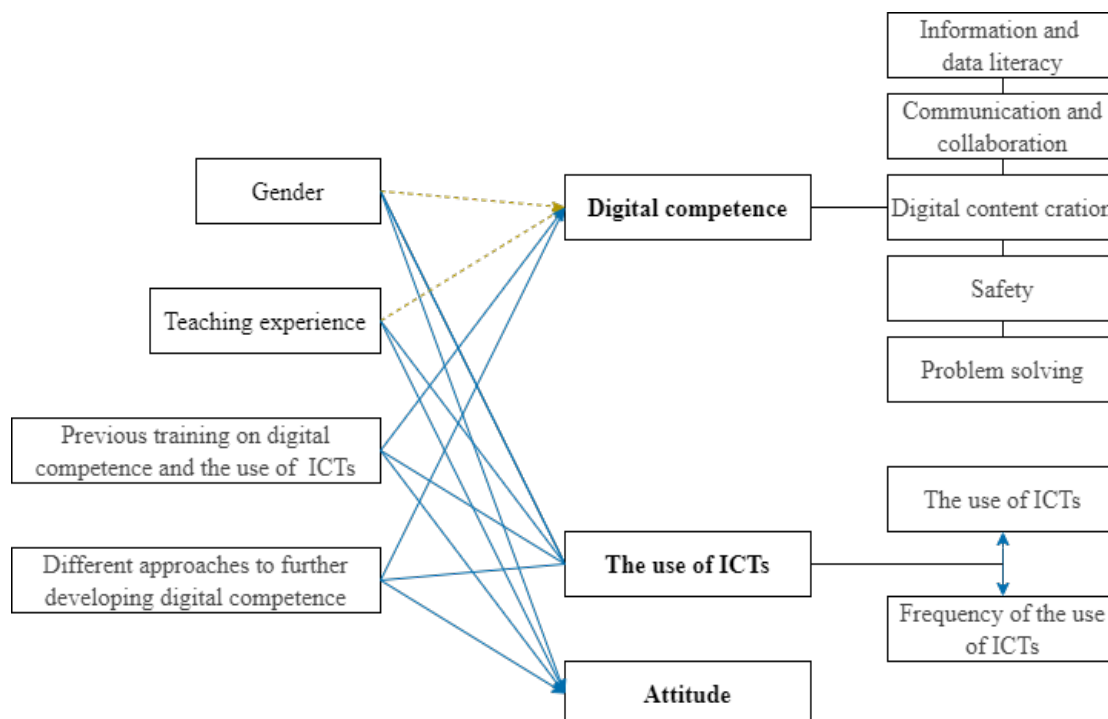 Information and
data literacy
Communication and
collaboration
Gender
Digital competence
Digital content cration
Safety
Teaching experience
Problem solving
Previous training on digital
competence and the use of ICTs
The use of ICTs
Different approaches to further
developing digital competence
The use of ICTs
Frequency of the use
of ICTs
Attitude